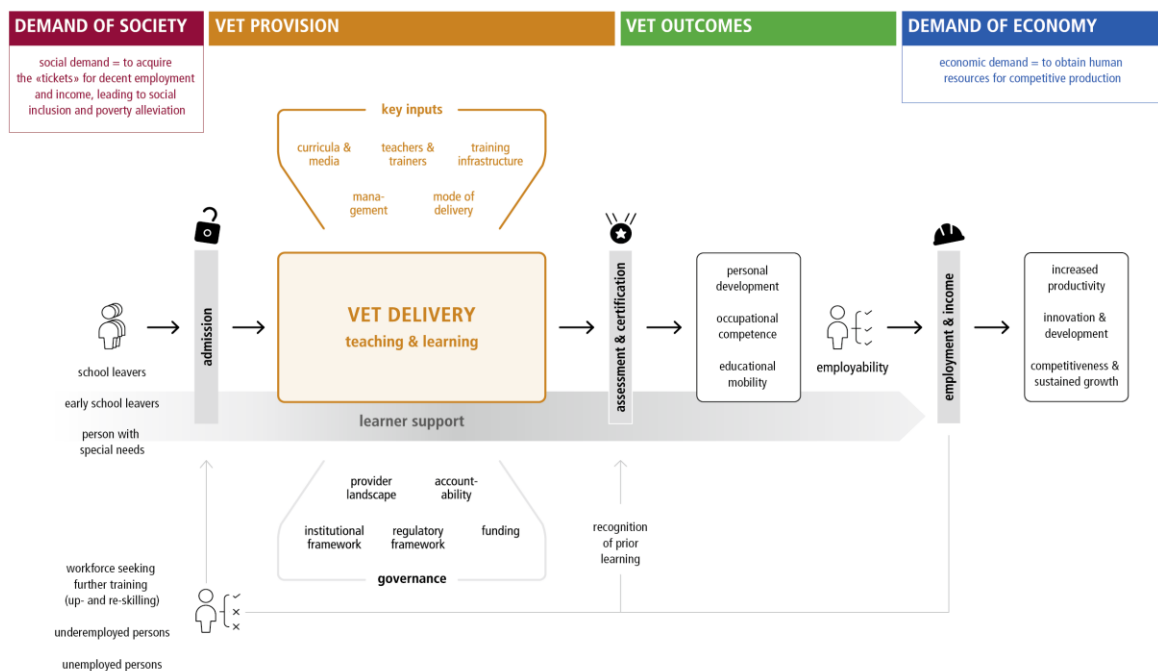 DEMAND OF SOCIETY
VET PROVISION
VET OUTCOMES
DEMAND OF ECONOMY
social demand = to acquire
the «tickets» for decent employment
and income, leading to social
inclusion and poverty alleviation
economic demand = to obtain human
resources for competitive production
key inputs
curricula &
media
teachers &
trainers
training
infrastructure
mana-
gement
mode of
delivery
school leavers
early school leavers
person with
special needs
admission
VET DELIVERY
teaching & learning
learner support
assessment & certification
personal
development
occupational
competence
educational
mobility
employability
employment & income
increased
productivity
innovation &
development
competitiveness &
sustained growth
provider
landscape
account-
ability
institutional
framework
regulatory
framework
funding
governance
recognition
of prior
learning
workforce seeking
further training
(up- and re-skilling)
underemployed persons
unemployed persons